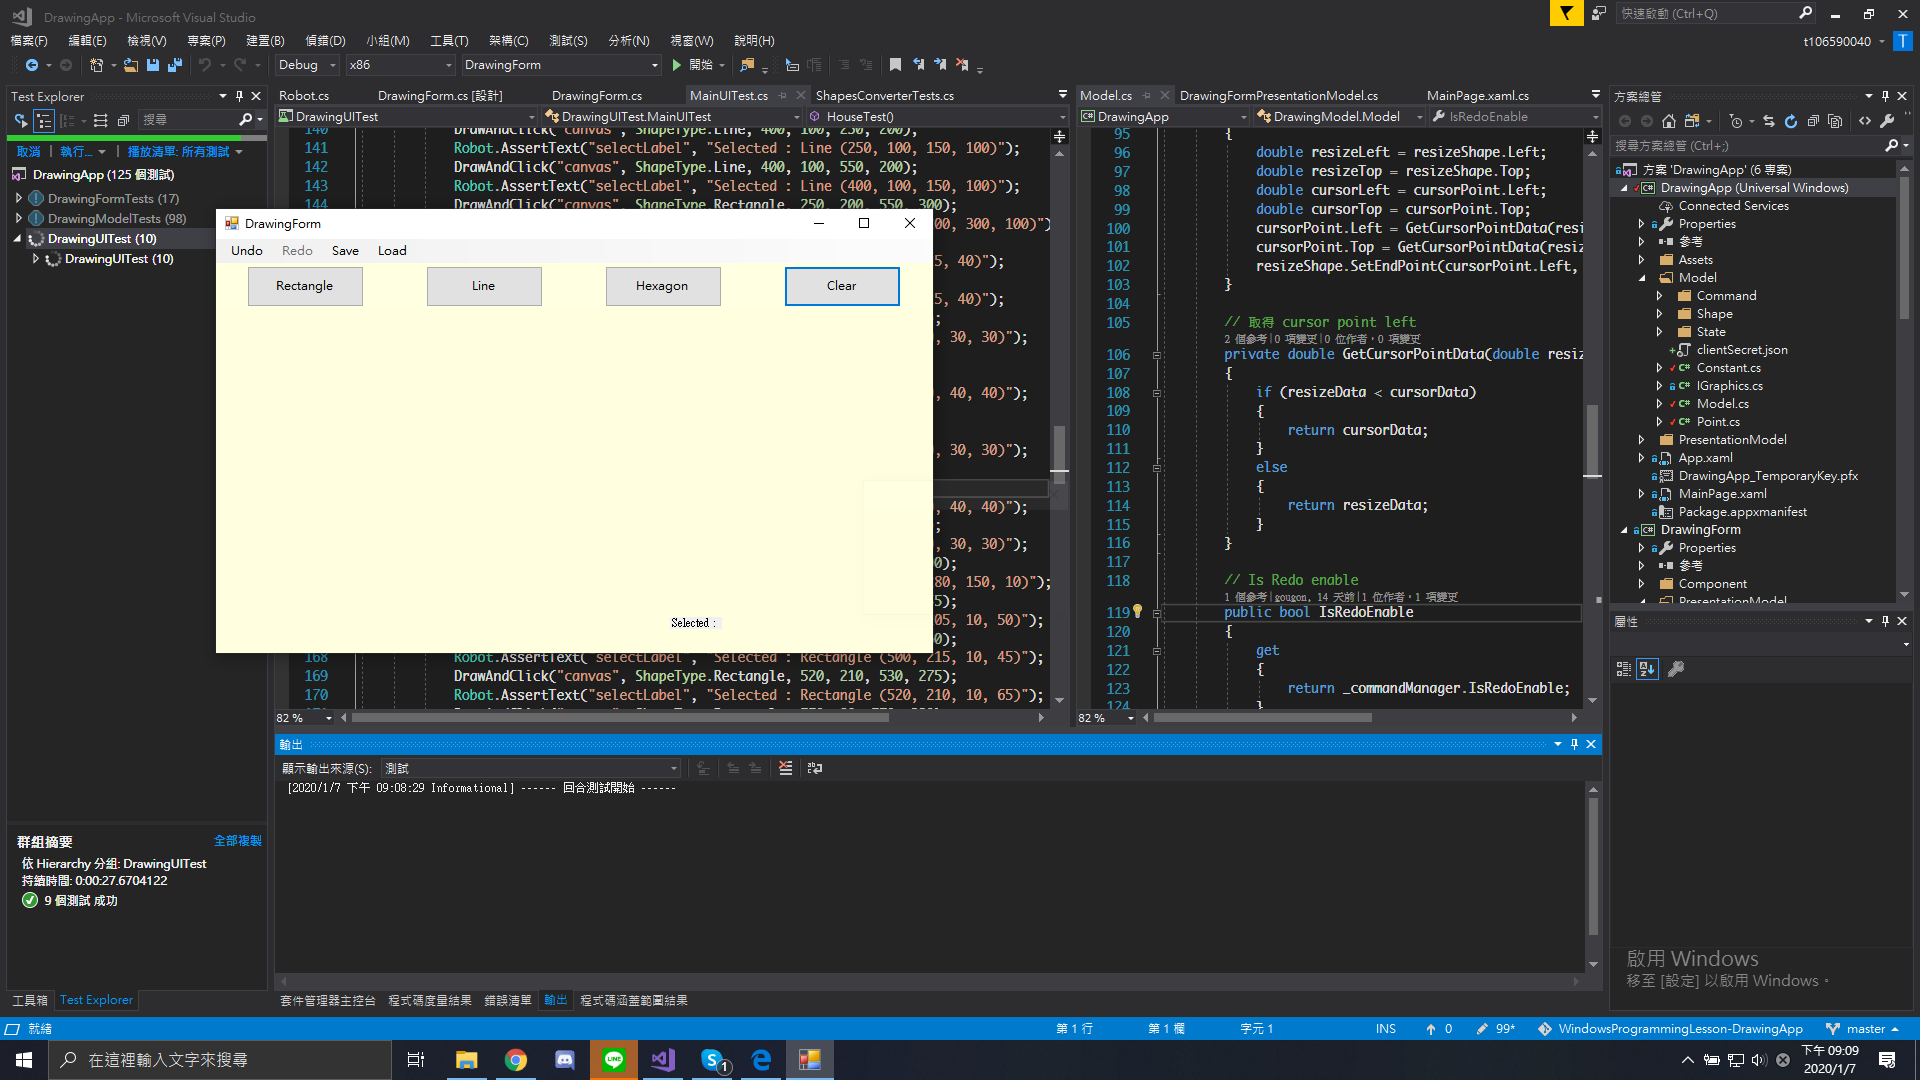 DrawingApp - Microsoft Visual Studio
快速啟動 (Ctrl+Q)
檔案(F) 編輯(E) 檢視(V) 專案(P) 建置(B) 偵錯(D) 小組(M) 工具(T) 架構(C) 測試(S) 分析(N) 視窗(W) 說明(H)
t106590040 T
Debug x86 DrawingForm 開始
Test Explorer
搜尋
取消 執行... 播放清單: 所有測試
DrawingApp (125 個測試)
DrawingFormTests (17)
DrawingModelTests (98)
DrawingUITest (10)
DrawingUITest (10)
群組摘要 全部複製
依 Hierarchy 分組: DrawingUITest
持續時間: 0:00:27.6704122
9 個測試 成功
工具箱 Test Explorer
Robot.cs DrawingForm.cs [設計] DrawingForm.cs MainUITest.cs ShapesConverterTests.cs
DrawingUITest DrawingUITest.MainUITest HouseTest()
140 DrawAndClick("canvas", ShapeType.Line, 400, 100, 250, 200);
141 Robot.AssertText("selectLabel", "Selected : Line (250, 100, 150, 100)");
142 DrawAndClick("canvas", ShapeType.Line, 400, 100, 550, 200);
143 Robot.AssertText("selectLabel", "Selected : Line (400, 100, 150, 100)");
144 DrawAndClick("canvas", ShapeType.Rectangle, 250, 200, 550, 300);
00, 300, 100)");
5, 40)");
5, 40)");
;
, 30, 30)");
, 40, 40)");
, 30, 30)");
, 40, 40)");
;
, 30, 30)");
0);
80, 150, 10)");
5);
05, 10, 50)");
0);
168 Robot.AssertText("selectLabel", "Selected : Rectangle (500, 215, 10, 45)");
169 DrawAndClick("canvas", ShapeType.Rectangle, 520, 210, 530, 275);
170 Robot.AssertText("selectLabel", "Selected : Rectangle (520, 210, 10, 65)");
82 %
DrawingForm
Undo Redo Save Load
Rectangle Line Hexagon Clear
Selected :
Model.cs DrawingFormPresentationModel.cs MainPage.xaml.cs
DrawingApp DrawingModel.Model IsRedoEnable
95 {
96 double resizeLeft = resizeShape.Left;
97 double resizeTop = resizeShape.Top;
98 double cursorLeft = cursorPoint.Left;
99 double cursorTop = cursorPoint.Top;
100 cursorPoint.Left = GetCursorPointData(resi
101 cursorPoint.Top = GetCursorPointData(resiz
102 resizeShape.SetEndPoint(cursorPoint.Left,
103 }
104
105 // 取得 cursor point left
2 個參考|0 項變更|0 位作者，0 項變更
106 private double GetCursorPointData(double resiz
107 {
108 if (resizeData < cursorData)
109 {
110 return cursorData;
111 }
112 else
113 {
114 return resizeData;
115 }
116 }
117
118 // Is Redo enable
1 個參考|gougon, 14 天前|1 位作者，1 項變更
119 public bool IsRedoEnable
120 {
121 get
122 {
123 return _commandManager.IsRedoEnable;
124 }
82 %
輸出
顯示輸出來源(S): 測試
[2020/1/7 下午 09:08:29 Informational] ------ 回合測試開始 ------
套件管理器主控台 程式碼度量結果 錯誤清單 輸出 程式碼涵蓋範圍結果
方案總管
搜尋方案總管 (Ctrl+;)
方案 'DrawingApp' (6 專案)
DrawingApp (Universal Windows)
Connected Services
Properties
參考
Assets
Model
Command
Shape
State
clientSecret.json
Constant.cs
IGraphics.cs
Model.cs
Point.cs
PresentationModel
App.xaml
DrawingApp_TemporaryKey.pfx
MainPage.xaml
Package.appxmanifest
DrawingForm
Properties
參考
Component
PresentationModel
屬性
啟用 Windows
移至 [設定] 以啟用 Windows。
就緒 第 1 行 第 1 欄 字元 1 INS 0 99* WindowsProgrammingLesson-DrawingApp master
在這裡輸入文字來搜尋
LINE
1
下午 09:09
2020/1/7